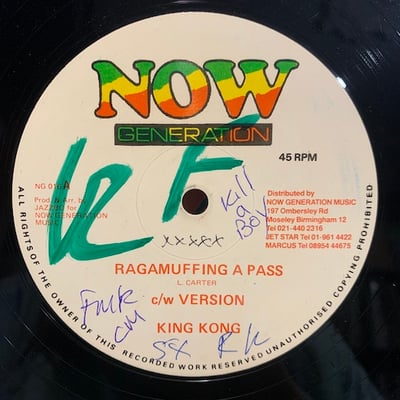 NOW
GENERATION
45 RPM
NG 016 A
Prod. & Arr. by
JAZZBO for
NOW GENERATION
MUSIC
Distributed by
NOW GENERATION MUSIC
197 Ombersley Rd
Moseley Birmingham 12
Tel 021-440 2316
JET STAR Tel 01-961 4422
MARCUS Tel 08954 44675
Kill
a
Boy
xxxxx
RAGAMUFFING A PASS
L. CARTER
c/w VERSION
KING KONG
ALL RIGHTS OF THE OWNER OF THIS RECORDED WORK RESERVED UNAUTHORISED COPYING PROHIBITED